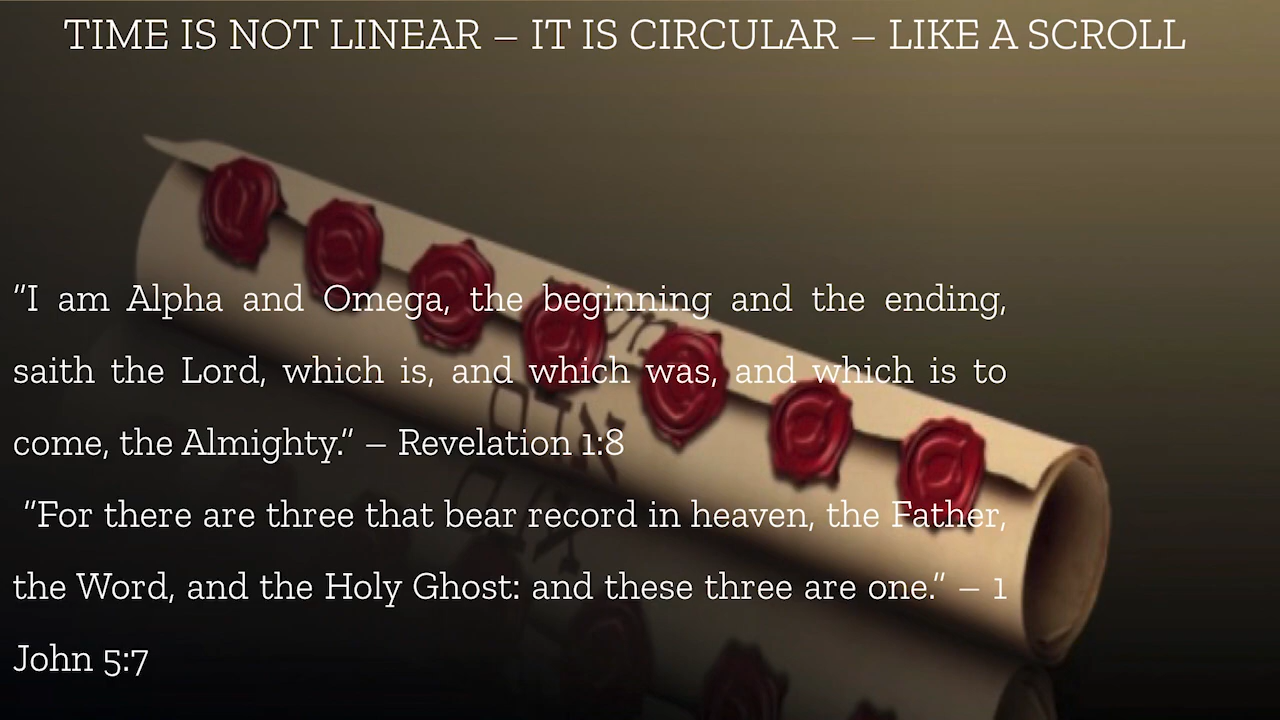 TIME IS NOT LINEAR – IT IS CIRCULAR – LIKE A SCROLL
"I am Alpha and Omega, the beginning and the ending,
saith the Lord, which is, and which was, and which is to
come, the Almighty." – Revelation 1:8
"For there are three that bear record in heaven, the Father,
the Word, and the Holy Ghost: and these three are one." – 1
John 5:7